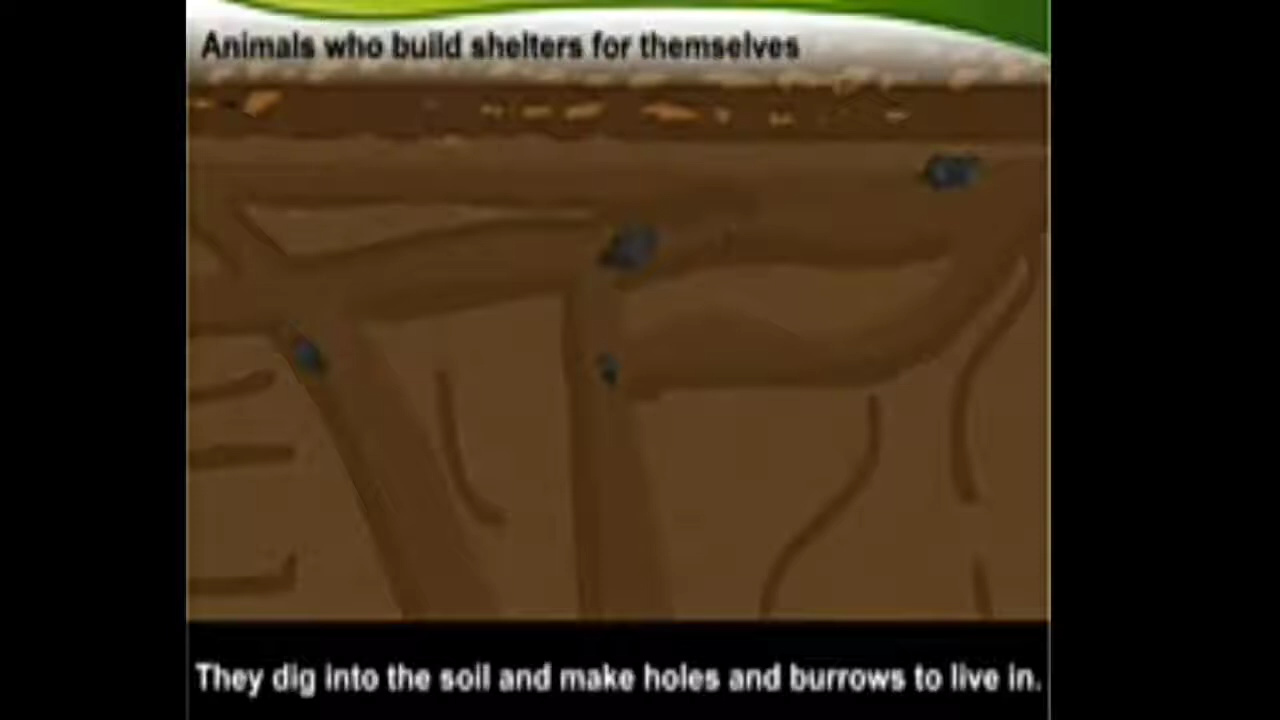 Animals who build shelters for themselves
They dig into the soil and make holes and burrows to live in.